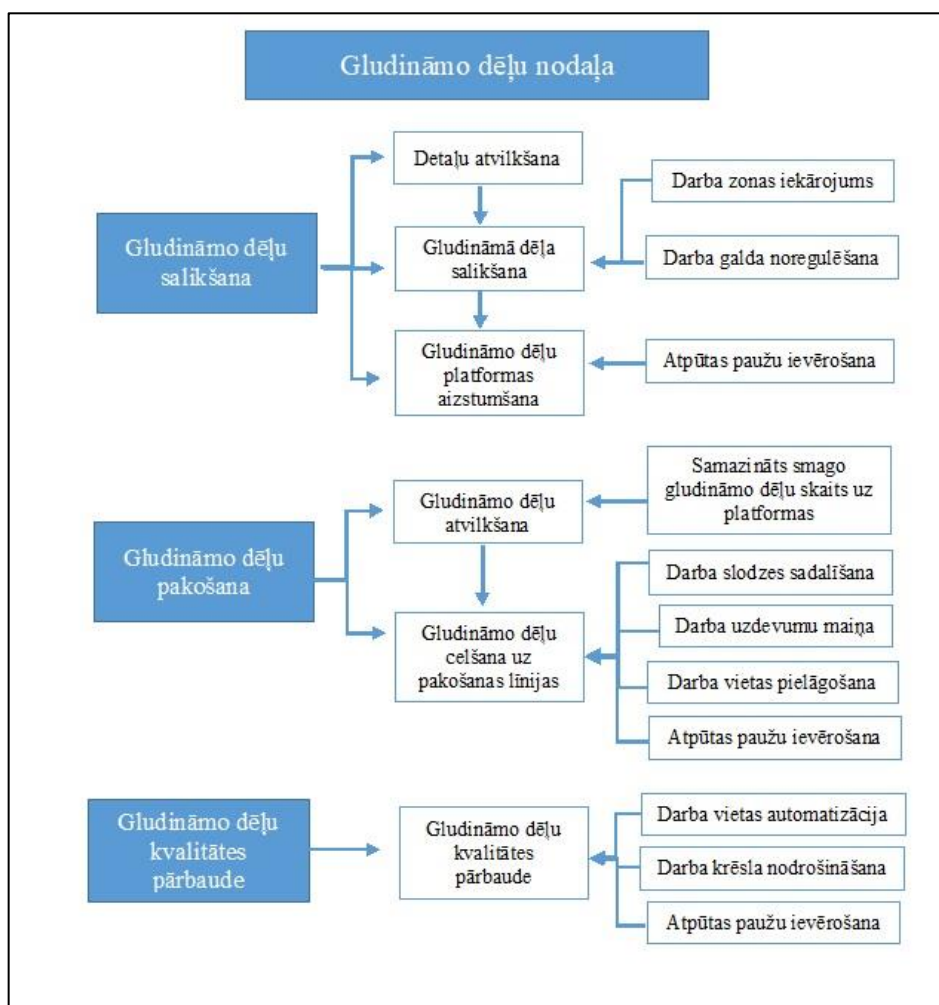 Gludināmo dēļu nodaļa
Detaļu atvilkšana
Darba zonas iekārojums
Gludināmo dēļu
salikšana
Gludināmā dēļa
salikšana
Darba galda noregulēšana
Gludināmo dēļu
platformas
aizstumšana
Atpūtas paužu ievērošana
Samazināts smago
gludināmo dēļu skaits uz
platformas
Gludināmo dēļu
atvilkšana
Gludināmo dēļu
pakošana
Darba slodzes sadalīšana
Darba uzdevumu maiņa
Gludināmo dēļu
celšana uz
pakošanas līnijas
Darba vietas pielāgošana
Atpūtas paužu ievērošana
Gludināmo dēļu
kvalitātes
pārbaude
Gludināmo dēļu
kvalitātes
pārbaude
Darba vietas automatizācija
Darba krēsla nodrošināšana
Atpūtas paužu ievērošana